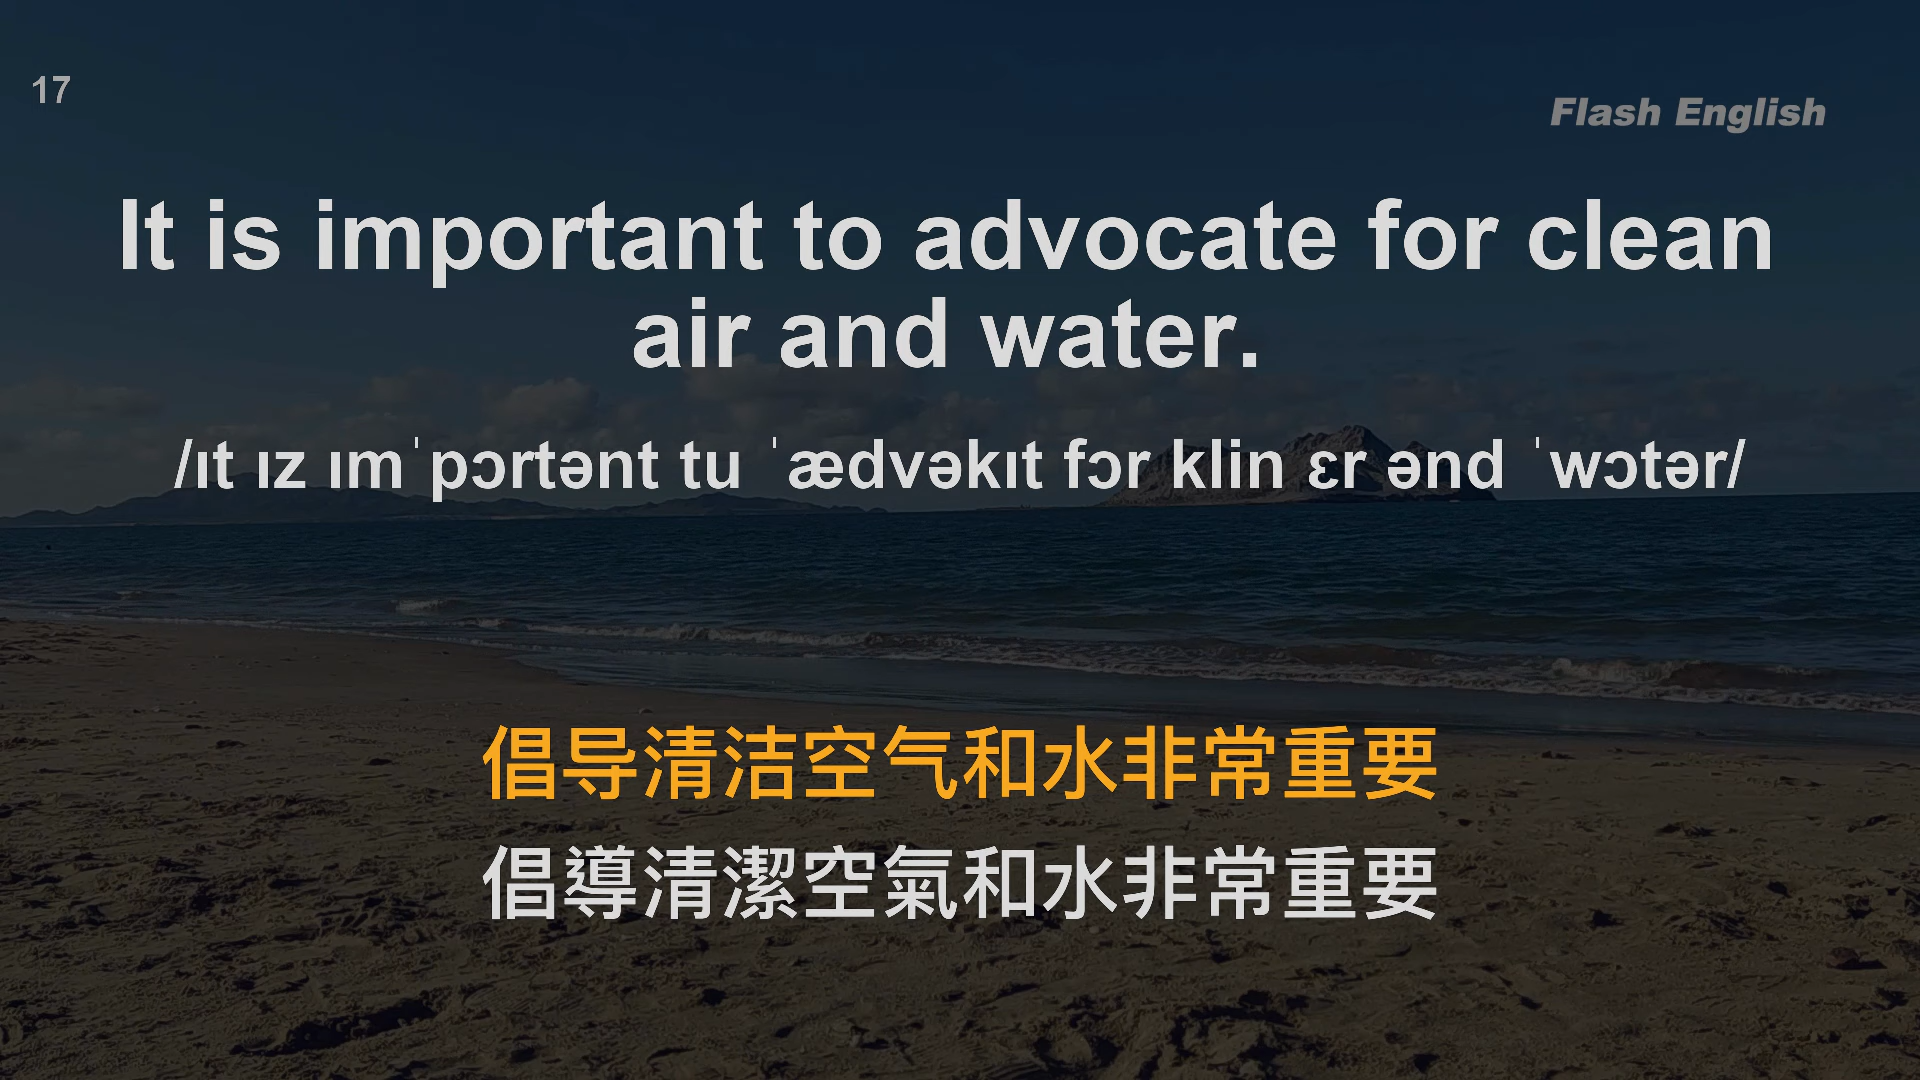 17
Flash English
It is important to advocate for clean
air and water.
/ɪt ɪz ɪmˈpɔrtənt tu ˈædvəkɪt fɔr klin ɛr ənd ˈwɔtər/
倡导清洁空气和水非常重要
倡導清潔空氣和水非常重要